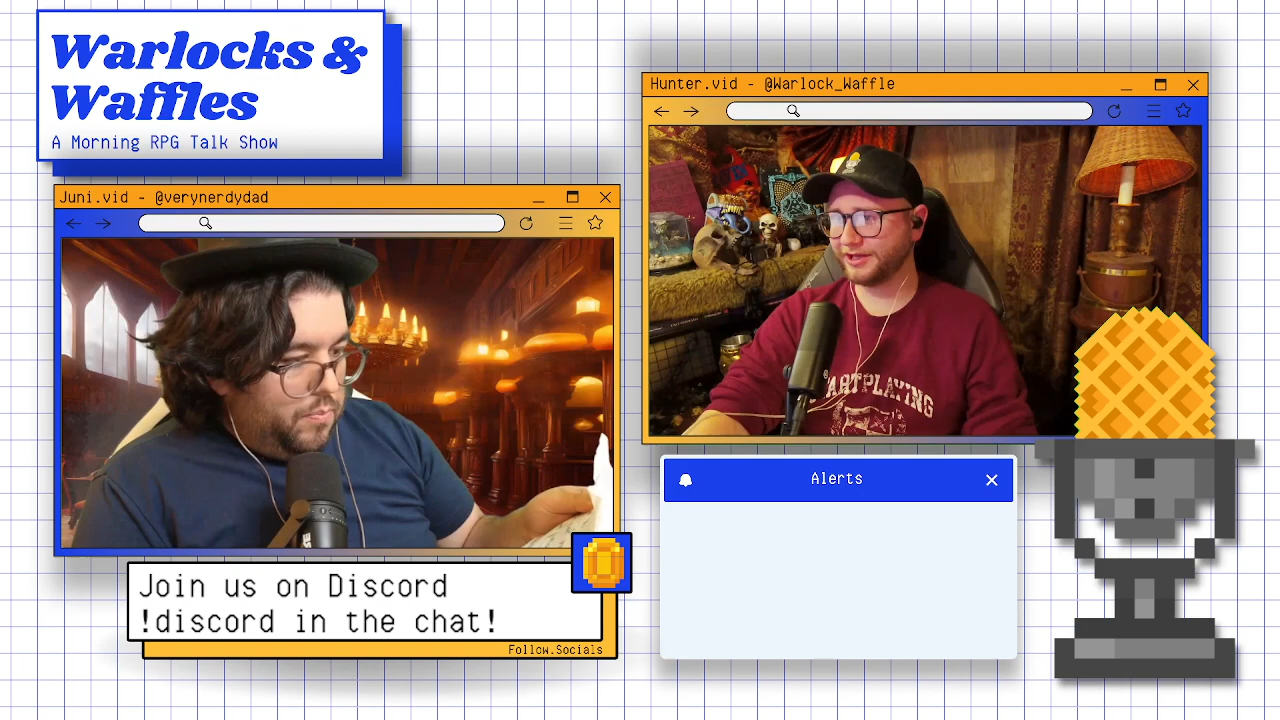 Warlocks &
Waffles
A Morning RPG Talk Show
Hunter.vid - @Warlock_Waffle
Juni.vid - @verynerdydad
ARTPLAYING
Alerts
Join us on Discord
!discord in the chat!
Follow.Socials